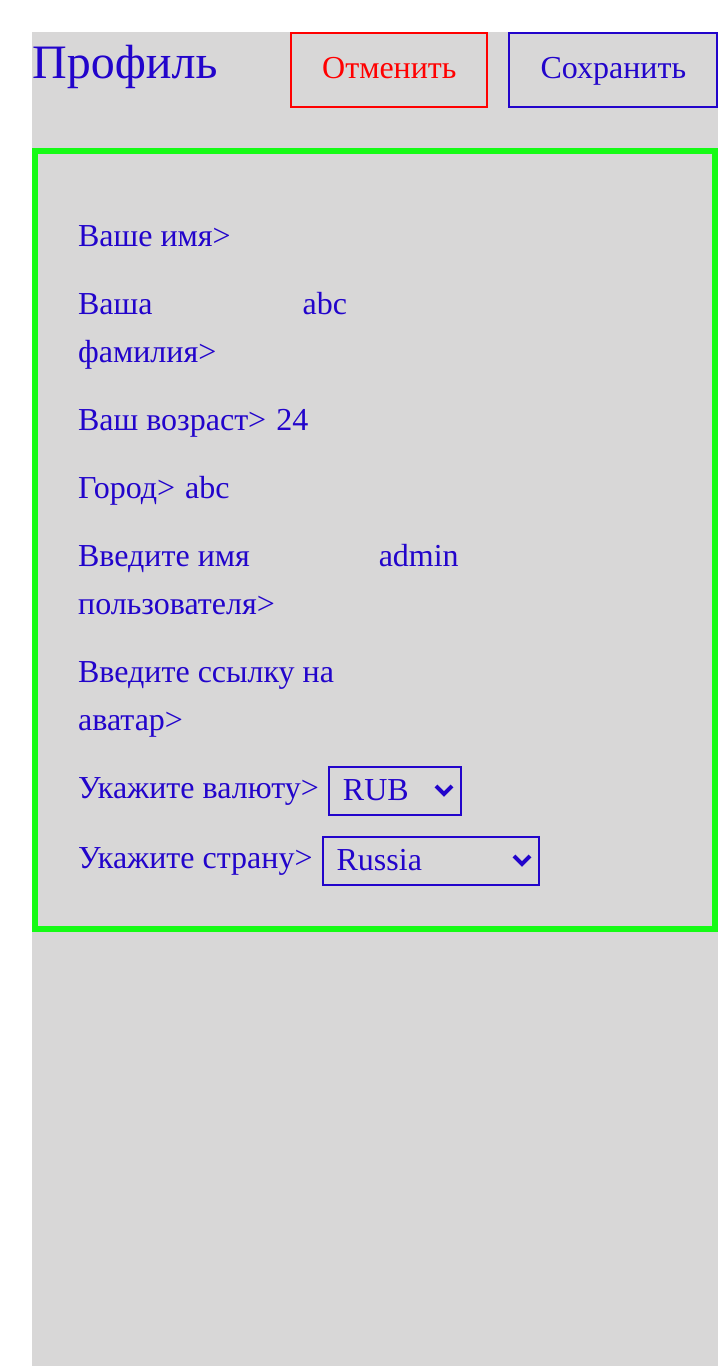 Профиль
Отменить
Сохранить
Ваше имя>
Ваша
фамилия>
abc
Ваш возраст> 24
Город> abc
Введите имя
пользователя>
admin
Введите ссылку на
аватар>
Укажите валюту> RUB
Укажите страну> Russia